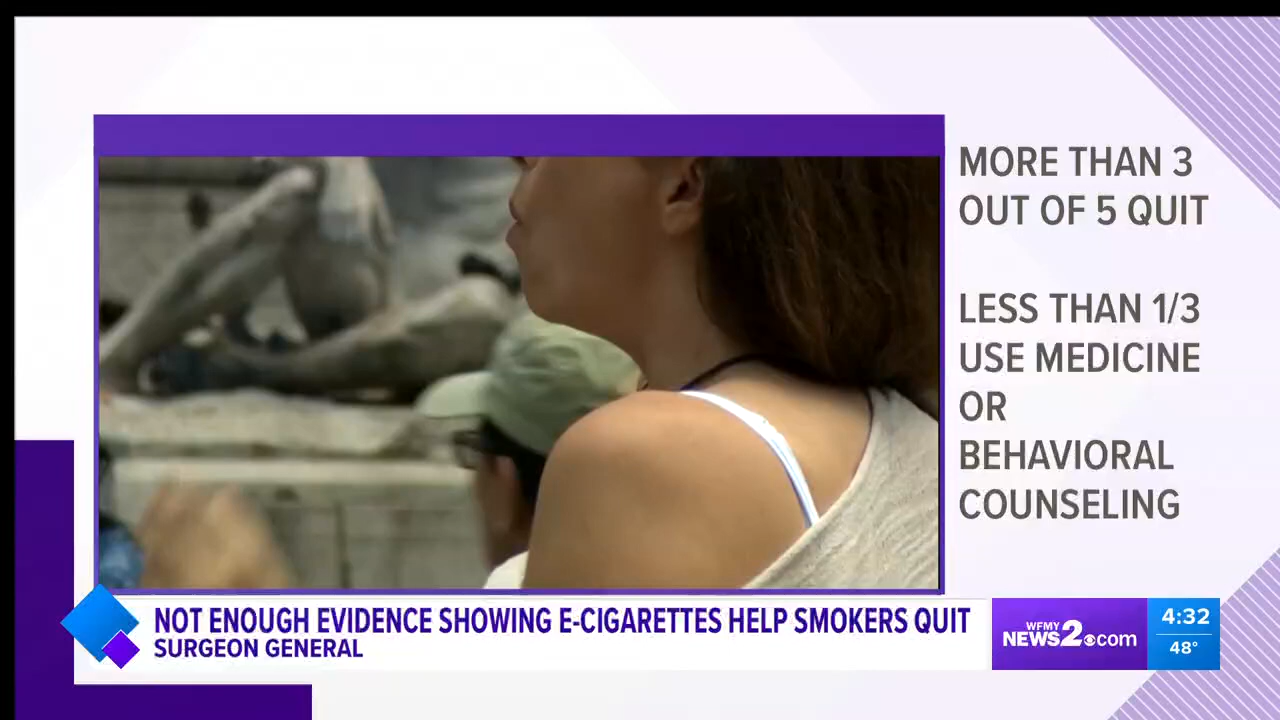 MORE THAN 3
OUT OF 5 QUIT
LESS THAN 1/3
USE MEDICINE
OR
BEHAVIORAL
COUNSELING
NOT ENOUGH EVIDENCE SHOWING E-CIGARETTES HELP SMOKERS QUIT
SURGEON GENERAL
WFMY
NEWS2.com
4:32
48°